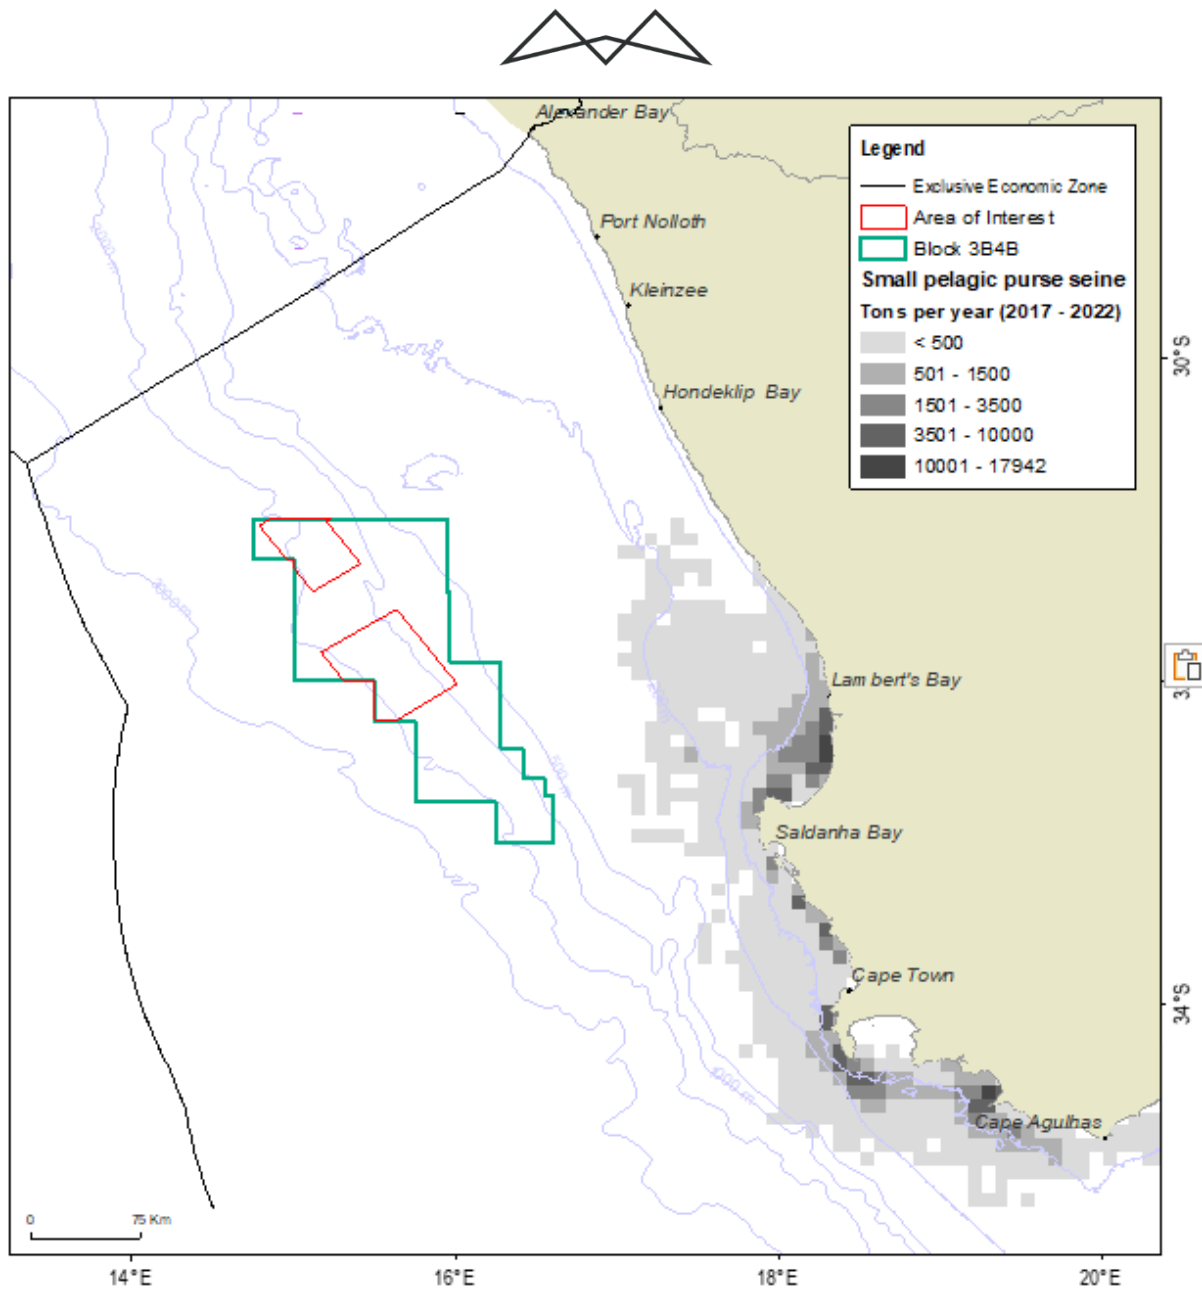 Alexander Bay
Legend
Exclusive Economic Zone
Area of Interest
Block 3B4B
Small pelagic purse seine
Tons per year (2017 - 2022)
< 500
501 - 1500
1501 - 3500
3501 - 10000
10001 - 17942
Port Nolloth
Kleinzee
Hondeklip Bay
30°S
Lambert's Bay
Saldanha Bay
500 m
3000 m
Cape Town
34°S
Cape Agulhas
0 75 Km
14°E 16°E 18°E 20°E